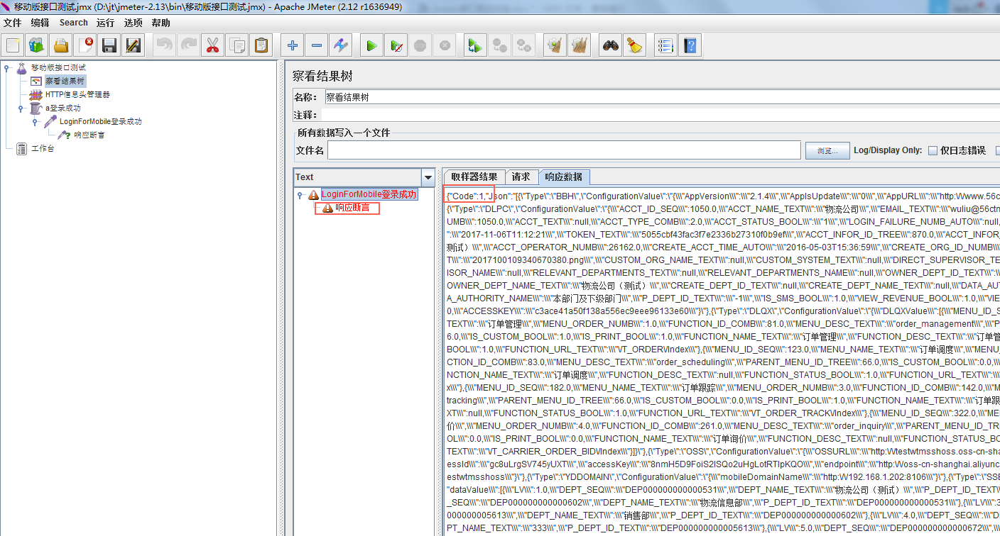 移动版接口测试.jmx (D:\jt\jmeter-2.13\bin\移动版接口测试.jmx) - Apache JMeter (2.12 r1636949)
文件 编辑 Search 运行 选项 帮助
移动版接口测试
察看结果树
HTTP信息头管理器
a登录成功
LoginForMobile登录成功
响应断言
工作台
察看结果树
名称: 察看结果树
注释:
所有数据写入一个文件
文件名 浏览... Log/Display Only: 仅日志错误
Text
LoginForMobile登录成功
响应断言
取样器结果 请求 响应数据
{"Code":1,"Json":"[{\"Type\":\"BBH\",\"ConfigurationValue\":\"{\\\"AppVersion\\\":\\\"2.1.4\\\",\\\"AppIsUpdate\\\":\\\"0\\\",\\\"AppURL\\\":\\\"http:\/\/www.56c
{\"Type\":\"DLPC\",\"ConfigurationValue\":\"{\\\"ACCT_ID_SEQ\\\":1050.0,\\\"ACCT_NAME_TEXT\\\":\\\"物流公司\\\",\\\"EMAIL_TEXT\\\":\\\"wuliu@56ctm
UMB\\\":1050.0,\\\"ACCT_TEXT\\\":null,\\\"ACCT_TYPE_COMB\\\":2.0,\\\"ACCT_STATUS_BOOL\\\":\\\"1\\\",\\\"LOGIN_FAILURE_NUMB_AUTO\\\":null,
\":\\\"2017-11-06T11:12:21\\\",\\\"TOKEN_TEXT\\\":\\\"5055cbf43fac3f7e2336b27310f0b9ef\\\",\\\"ACCT_INFOR_ID_TREE\\\":870.0,\\\"ACCT_INFOR_
测试）\\\",\\\"ACCT_OPERATOR_NUMB\\\":26162.0,\\\"CREATE_ACCT_TIME_AUTO\\\":\\\"2016-05-03T15:36:59\\\",\\\"CREATE_ORG_ID_NUMB\\\
T\\\":\\\"2017100109340670380.png\\\",\\\"CUSTOM_ORG_NAME_TEXT\\\":null,\\\"CUSTOM_SYSTEM_TEXT\\\":null,\\\"DIRECT_SUPERVISOR_TE
ISOR_NAME\\\":null,\\\"RELEVANT_DEPARTMENTS_TEXT\\\":null,\\\"RELEVANT_DEPARTMENTS_NAME\\\":null,\\\"OWNER_DEPT_ID_TEXT\\\":\\
OWNER_DEPT_NAME_TEXT\\\":\\\"物流公司（测试）\\\",\\\"CREATE_DEPT_ID_TEXT\\\":null,\\\"CREATE_DEPT_NAME_TEXT\\\":null,\\\"DATA_AUT
A_AUTHORITY_NAME\\\":\\\"本部门及下级部门\\\",\\\"P_DEPT_ID_TEXT\\\":\\\"-1\\\",\\\"IS_SMS_BOOL\\\":1.0,\\\"VIEW_REVENUE_BOOL\\\":1.0,\\\"VIE
0,\\\"ACCESSKEY\\\":\\\"c3ace41a50f138a556ec9eee96133e60\\\"}\"},{\"Type\":\"DLQX\",\"ConfigurationValue\":\"{\\\"DLQXValue\\\":[{\\\"MENU_ID_S
TEXT\\\":\\\"订单管理\\\",\\\"MENU_ORDER_NUMB\\\":1.0,\\\"FUNCTION_ID_COMB\\\":81.0,\\\"MENU_DESC_TEXT\\\":\\\"order_management\\\",\\\"P
6.0,\\\"IS_CUSTOM_BOOL\\\":1.0,\\\"IS_PRINT_BOOL\\\":1.0,\\\"FUNCTION_NAME_TEXT\\\":\\\"订单管理\\\",\\\"FUNCTION_DESC_TEXT\\\":\\\"订单管
BOOL\\\":1.0,\\\"FUNCTION_URL_TEXT\\\":\\\"VT_ORDER\/Index\\\"},{\\\"MENU_ID_SEQ\\\":123.0,\\\"MENU_NAME_TEXT\\\":\\\"订单调度\\\",\\\"MENU_
CTION_ID_COMB\\\":83.0,\\\"MENU_DESC_TEXT\\\":\\\"order_scheduling\\\",\\\"PARENT_MENU_ID_TREE\\\":66.0,\\\"IS_CUSTOM_BOOL\\\":0.0,\\
NCTION_NAME_TEXT\\\":\\\"订单调度\\\",\\\"FUNCTION_DESC_TEXT\\\":null,\\\"FUNCTION_STATUS_BOOL\\\":1.0,\\\"FUNCTION_URL_TEXT\\\":\\\
x\\\"},{\\\"MENU_ID_SEQ\\\":182.0,\\\"MENU_NAME_TEXT\\\":\\\"订单跟踪\\\",\\\"MENU_ORDER_NUMB\\\":3.0,\\\"FUNCTION_ID_COMB\\\":142.0,\\\"M
tracking\\\",\\\"PARENT_MENU_ID_TREE\\\":66.0,\\\"IS_CUSTOM_BOOL\\\":0.0,\\\"IS_PRINT_BOOL\\\":1.0,\\\"FUNCTION_NAME_TEXT\\\":\\\"订单跟
XT\\\":null,\\\"FUNCTION_STATUS_BOOL\\\":1.0,\\\"FUNCTION_URL_TEXT\\\":\\\"VT_ORDER_TRACK\/Index\\\"},{\\\"MENU_ID_SEQ\\\":322.0,\\\"ME
价\\\",\\\"MENU_ORDER_NUMB\\\":4.0,\\\"FUNCTION_ID_COMB\\\":261.0,\\\"MENU_DESC_TEXT\\\":\\\"order_inquiry\\\",\\\"PARENT_MENU_ID_TRE
OL\\\":0.0,\\\"IS_PRINT_BOOL\\\":0.0,\\\"FUNCTION_NAME_TEXT\\\":\\\"订单询价\\\",\\\"FUNCTION_DESC_TEXT\\\":null,\\\"FUNCTION_STATUS_BO
TEXT\\\":\\\"VT_CARRIER_ORDER_BID\/Index\\\"}]}\"},{\"Type\":\"OSS\",\"ConfigurationValue\":\"{\\\"OSSURL\\\":\\\"http:\/\/testwtmsshoss.oss-cn-sha
essId\\\":\\\"gc8uLrgSV745yUXT\\\",\\\"accessKey\\\":\\\"8nmH5D9FoiS2ISQo2uHgLotRTlpKQO\\\",\\\"endpoint\\\":\\\"http:\/\/oss-cn-shanghai.aliyunc
estwtmsshoss\\\"}\"},{\"Type\":\"YDDOMAIN\",\"ConfigurationValue\":\"{\\\"mobileDomainName\\\":\\\"http:\/\/192.168.1.202:8106\\\"}\"},{\"Type\":\"SSE
\"dataValue\\\":[{\\\"LV\\\":1.0,\\\"DEPT_SEQ\\\":\\\"DEP000000000000531\\\",\\\"DEPT_NAME_TEXT\\\":\\\"物流公司（测试）\\\",\\\"P_DEPT_ID_TEXT\
_SEQ\\\":\\\"DEP000000000000602\\\",\\\"DEPT_NAME_TEXT\\\":\\\"物流信息部\\\",\\\"P_DEPT_ID_TEXT\\\":\\\"DEP000000000000531\\\"},{\\\"LV\\\":3
000000005613\\\",\\\"DEPT_NAME_TEXT\\\":\\\"销售部\\\",\\\"P_DEPT_ID_TEXT\\\":\\\"DEP000000000000602\\\"},{\\\"LV\\\":4.0,\\\"DEPT_SEQ\\\":\\\"D
PT_NAME_TEXT\\\":\\\"333\\\",\\\"P_DEPT_ID_TEXT\\\":\\\"DEP000000000005613\\\"},{\\\"LV\\\":5.0,\\\"DEPT_SEQ\\\":\\\"DEP000000000000672\\\",\\